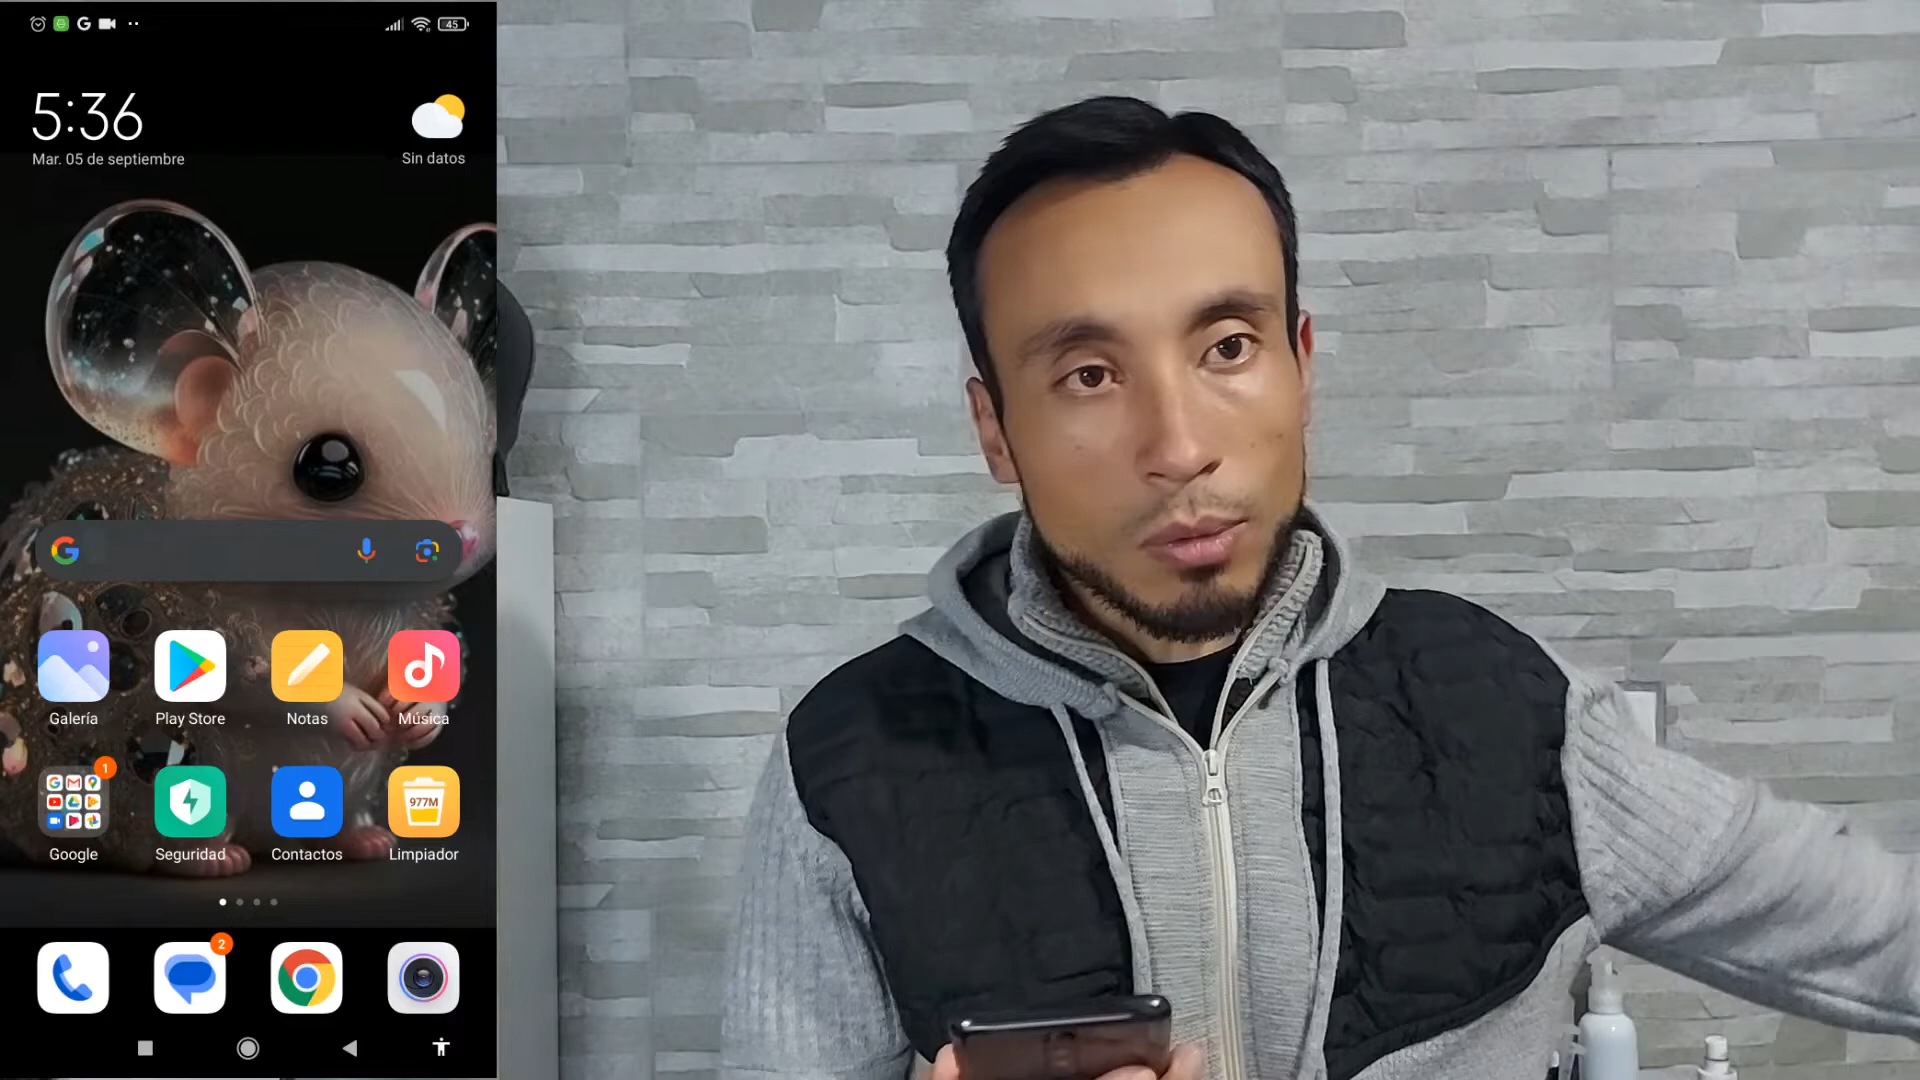 45
5:36
Mar. 05 de septiembre
Sin datos
Galería
Play Store
Notas
Música
1
977M
Google
Seguridad
Contactos
Limpiador
2